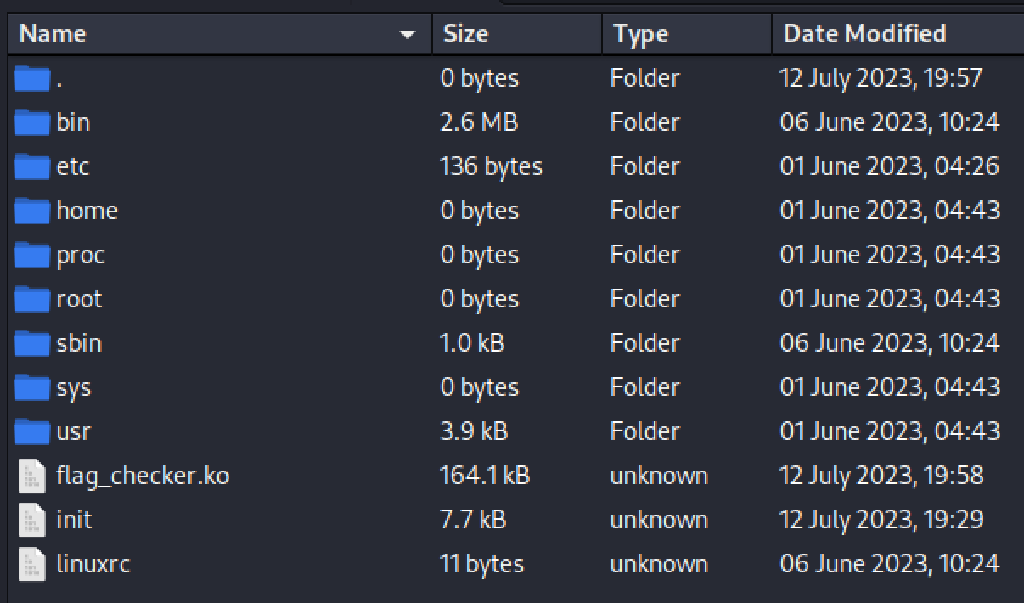 Name Size Type Date Modified
. 0 bytes Folder 12 July 2023, 19:57
bin 2.6 MB Folder 06 June 2023, 10:24
etc 136 bytes Folder 01 June 2023, 04:26
home 0 bytes Folder 01 June 2023, 04:43
proc 0 bytes Folder 01 June 2023, 04:43
root 0 bytes Folder 01 June 2023, 04:43
sbin 1.0 kB Folder 06 June 2023, 10:24
sys 0 bytes Folder 01 June 2023, 04:43
usr 3.9 kB Folder 01 June 2023, 04:43
flag_checker.ko 164.1 kB unknown 12 July 2023, 19:58
init 7.7 kB unknown 12 July 2023, 19:29
linuxrc 11 bytes unknown 06 June 2023, 10:24